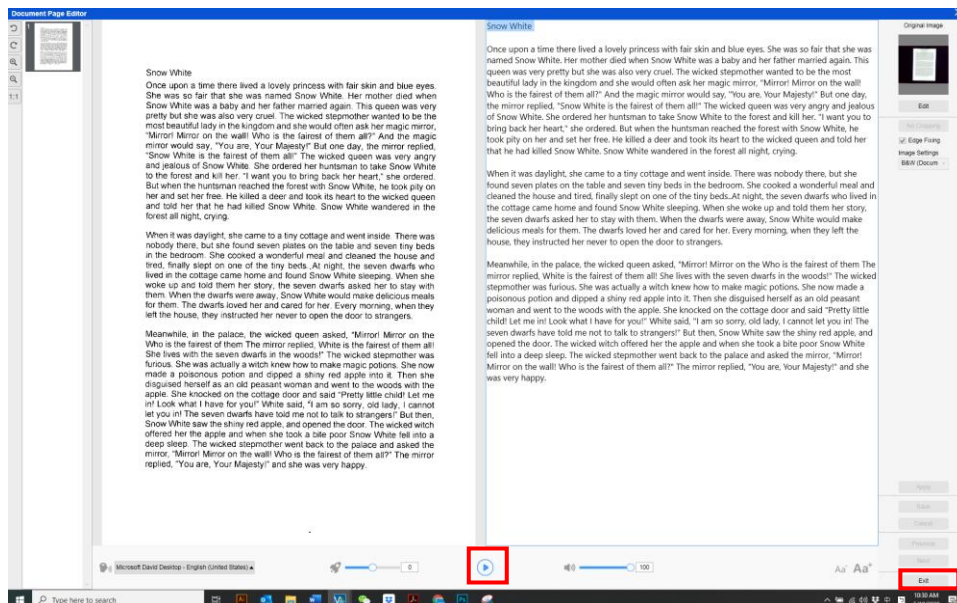 Document Page Editor
1
1:1
Snow White
Once upon a time there lived a lovely princess with fair skin and blue eyes.
She was so fair that she was named Snow White. Her mother died when
Snow White was a baby and her father married again. This queen was very
pretty but she was also very cruel. The wicked stepmother wanted to be the
most beautiful lady in the kingdom and she would often ask her magic mirror,
"Mirror! Mirror on the wall! Who is the fairest of them all?" And the magic
mirror would say, "You are, Your Majesty!" But one day, the mirror replied,
"Snow White is the fairest of them all!" The wicked queen was very angry
and jealous of Snow White. She ordered her huntsman to take Snow White
to the forest and kill her. "I want you to bring back her heart," she ordered.
But when the huntsman reached the forest with Snow White, he took pity on
her and set her free. He killed a deer and took its heart to the wicked queen
and told her that he had killed Snow White. Snow White wandered in the
forest all night, crying.
When it was daylight, she came to a tiny cottage and went inside. There was
nobody there, but she found seven plates on the table and seven tiny beds
in the bedroom. She cooked a wonderful meal and cleaned the house and
tired, finally slept on one of the tiny beds..At night, the seven dwarfs who
lived in the cottage came home and found Snow White sleeping. When she
woke up and told them her story, the seven dwarfs asked her to stay with
them. When the dwarfs were away, Snow White would make delicious meals
for them. The dwarfs loved her and cared for her. Every morning, when they
left the house, they instructed her never to open the door to strangers.
Meanwhile, in the palace, the wicked queen asked, "Mirror! Mirror on the
Who is the fairest of them The mirror replied, White is the fairest of them all!
She lives with the seven dwarfs in the woods!" The wicked stepmother was
furious. She was actually a witch knew how to make magic potions. She now
made a poisonous potion and dipped a shiny red apple into it. Then she
disguised herself as an old peasant woman and went to the woods with the
apple. She knocked on the cottage door and said "Pretty little child! Let me
in! Look what I have for you!" White said, "I am so sorry, old lady, I cannot
let you in! The seven dwarfs have told me not to talk to strangers!" But then,
Snow White saw the shiny red apple, and opened the door. The wicked witch
offered her the apple and when she took a bite poor Snow White fell into a
deep sleep. The wicked stepmother went back to the palace and asked the
mirror, "Mirror! Mirror on the wall! Who is the fairest of them all?" The mirror
replied, "You are, Your Majesty!" and she was very happy.
Snow White
Once upon a time there lived a lovely princess with fair skin and blue eyes. She was so fair that she was
named Snow White. Her mother died when Snow White was a baby and her father married again. This
queen was very pretty but she was also very cruel. The wicked stepmother wanted to be the most
beautiful lady in the kingdom and she would often ask her magic mirror, "Mirror! Mirror on the wall!
Who is the fairest of them all?" And the magic mirror would say, "You are, Your Majesty!" But one day,
the mirror replied, "Snow White is the fairest of them all!" The wicked queen was very angry and jealous
of Snow White. She ordered her huntsman to take Snow White to the forest and kill her. "I want you to
bring back her heart," she ordered. But when the huntsman reached the forest with Snow White, he
took pity on her and set her free. He killed a deer and took its heart to the wicked queen and told her
that he had killed Snow White. Snow White wandered in the forest all night, crying.
When it was daylight, she came to a tiny cottage and went inside. There was nobody there, but she
found seven plates on the table and seven tiny beds in the bedroom. She cooked a wonderful meal and
cleaned the house and tired, finally slept on one of the tiny beds..At night, the seven dwarfs who lived in
the cottage came home and found Snow White sleeping. When she woke up and told them her story,
the seven dwarfs asked her to stay with them. When the dwarfs were away, Snow White would make
delicious meals for them. The dwarfs loved her and cared for her. Every morning, when they left the
house, they instructed her never to open the door to strangers.
Meanwhile, in the palace, the wicked queen asked, "Mirror! Mirror on the Who is the fairest of them The
mirror replied, White is the fairest of them all! She lives with the seven dwarfs in the woods!" The wicked
stepmother was furious. She was actually a witch knew how to make magic potions. She now made a
poisonous potion and dipped a shiny red apple into it. Then she disguised herself as an old peasant
woman and went to the woods with the apple. She knocked on the cottage door and said "Pretty little
child! Let me in! Look what I have for you!" White said, "I am so sorry, old lady, I cannot let you in! The
seven dwarfs have told me not to talk to strangers!" But then, Snow White saw the shiny red apple, and
opened the door. The wicked witch offered her the apple and when she took a bite poor Snow White
fell into a deep sleep. The wicked stepmother went back to the palace and asked the mirror, "Mirror!
Mirror on the wall! Who is the fairest of them all?" The mirror replied, "You are, Your Majesty!" and she
was very happy.
Original Image
Edit
No Cropping
Edge Fixing
Image Settings
B&W (Docum
Apply
Save
Cancel
Previous
Next
Exit
Microsoft David Desktop - English (United States)
0
100
Aa- Aa+
Type here to search
10:30 AM